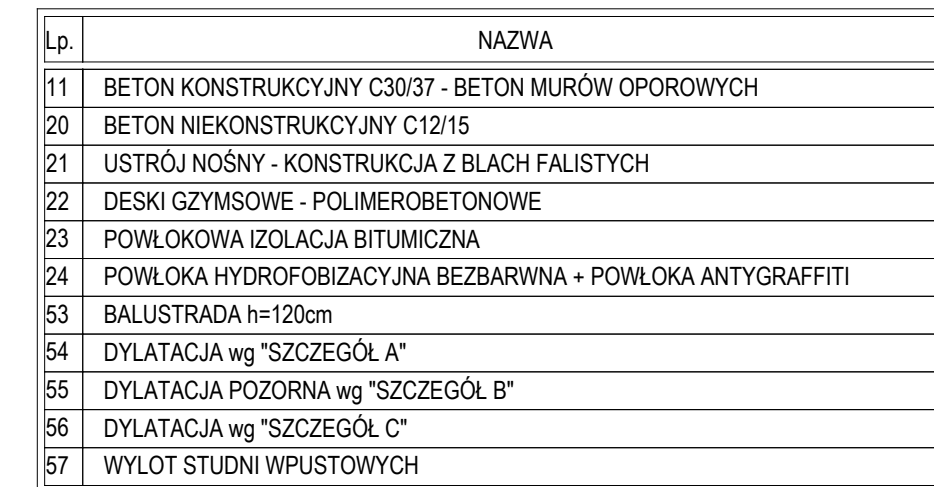 Lp. NAZWA
11 BETON KONSTRUKCYJNY C30/37 - BETON MURÓW OPOROWYCH
20 BETON NIEKONSTRUKCYJNY C12/15
21 USTRÓJ NOŚNY - KONSTRUKCJA Z BLACH FALISTYCH
22 DESKI GZYMSOWE - POLIMEROBETONOWE
23 POWŁOKOWA IZOLACJA BITUMICZNA
24 POWŁOKA HYDROFOBIZACYJNA BEZBARWNA + POWŁOKA ANTYGRAFFITI
53 BALUSTRADA h=120cm
54 DYLATACJA wg "SZCZEGÓŁ A"
55 DYLATACJA POZORNA wg "SZCZEGÓŁ B"
56 DYLATACJA wg "SZCZEGÓŁ C"
57 WYLOT STUDNI WPUSTOWYCH